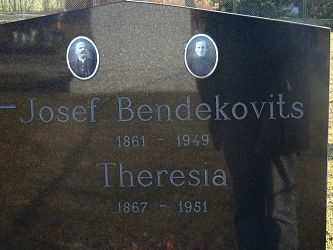 Josef Bendekovits
1861 - 1949
Theresia
1867 - 1951